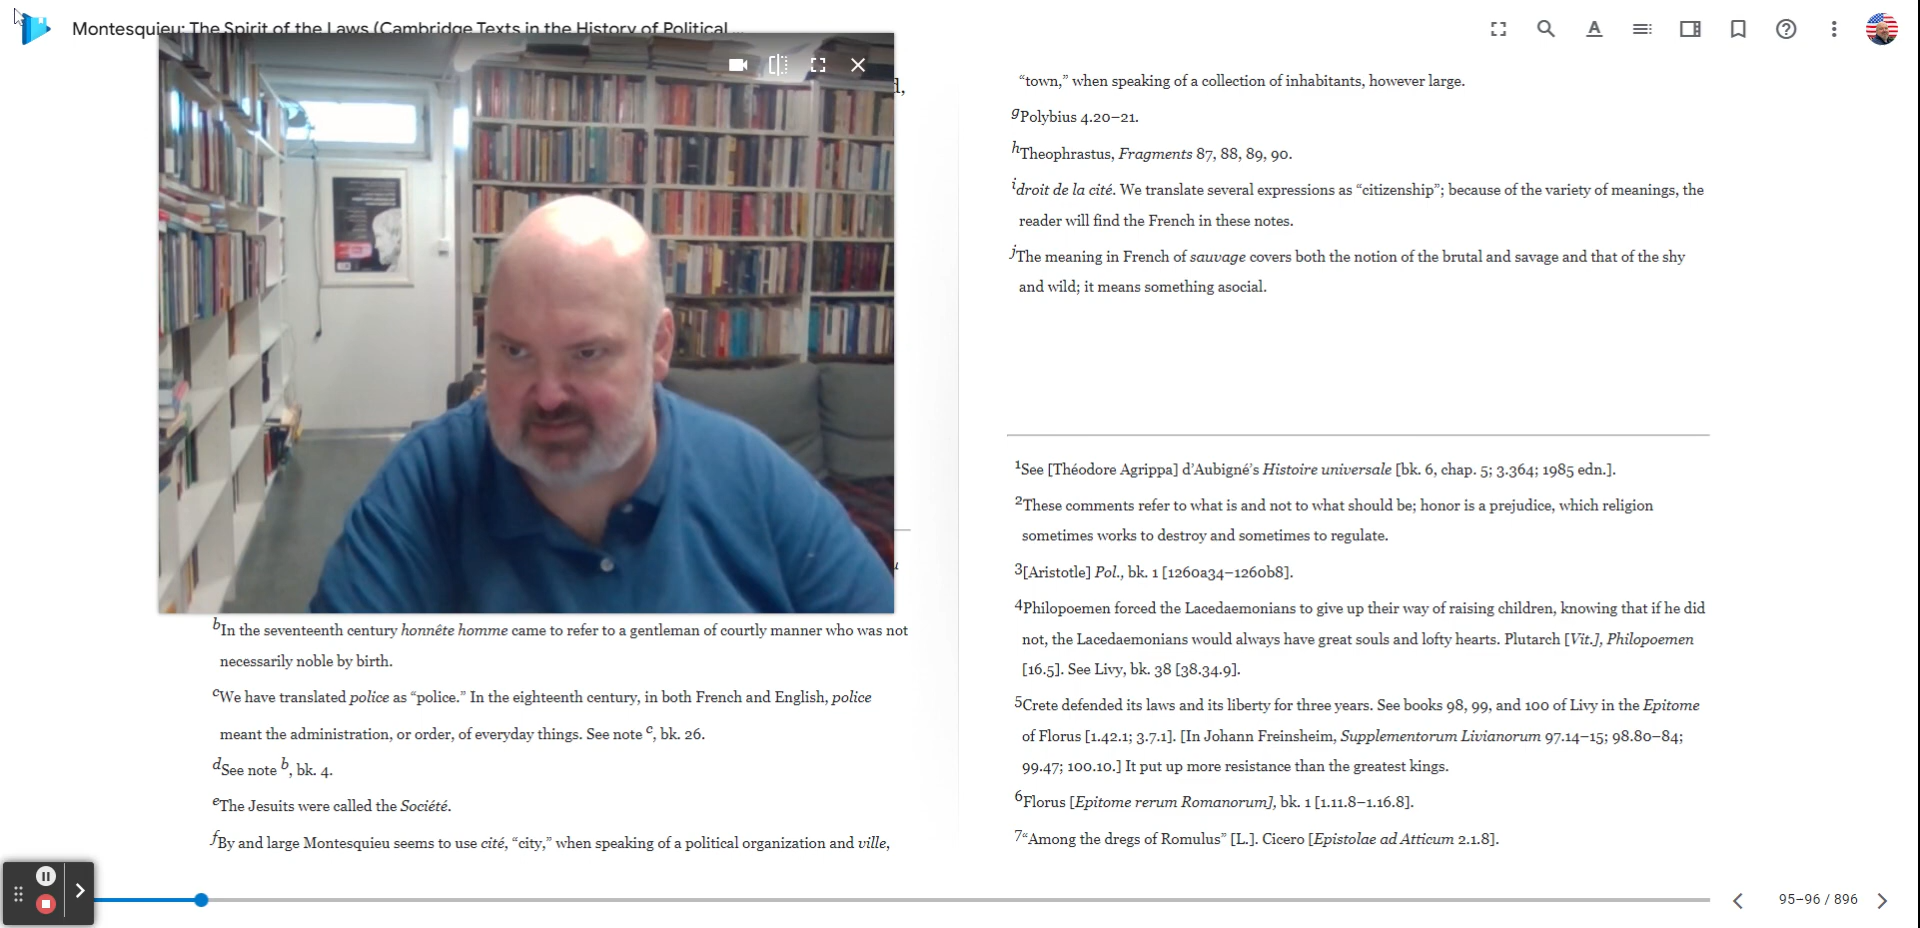 Montesquieu: The Spirit of the Laws (Cambridge Texts in the History of Political ...
d,
bIn the seventeenth century honnête homme came to refer to a gentleman of courtly manner who was not
necessarily noble by birth.
cWe have translated police as “police.” In the eighteenth century, in both French and English, police
meant the administration, or order, of everyday things. See note c, bk. 26.
dSee note b, bk. 4.
eThe Jesuits were called the Société.
fBy and large Montesquieu seems to use cité, “city,” when speaking of a political organization and ville,
“town,” when speaking of a collection of inhabitants, however large.
gPolybius 4.20–21.
hTheophrastus, Fragments 87, 88, 89, 90.
idroit de la cité. We translate several expressions as “citizenship”; because of the variety of meanings, the
reader will find the French in these notes.
jThe meaning in French of sauvage covers both the notion of the brutal and savage and that of the shy
and wild; it means something asocial.
1See [Théodore Agrippa] d’Aubigné’s Histoire universale [bk. 6, chap. 5; 3.364; 1985 edn.].
2These comments refer to what is and not to what should be; honor is a prejudice, which religion
sometimes works to destroy and sometimes to regulate.
3[Aristotle] Pol., bk. 1 [1260a34–1260b8].
4Philopoemen forced the Lacedaemonians to give up their way of raising children, knowing that if he did
not, the Lacedaemonians would always have great souls and lofty hearts. Plutarch [Vit.], Philopoemen
[16.5]. See Livy, bk. 38 [38.34.9].
5Crete defended its laws and its liberty for three years. See books 98, 99, and 100 of Livy in the Epitome
of Florus [1.42.1; 3.7.1]. [In Johann Freinsheim, Supplementorum Livianorum 97.14–15; 98.80–84;
99.47; 100.10.] It put up more resistance than the greatest kings.
6Florus [Epitome rerum Romanorum], bk. 1 [1.11.8–1.16.8].
7“Among the dregs of Romulus” [L.]. Cicero [Epistolae ad Atticum 2.1.8].
95–96 / 896